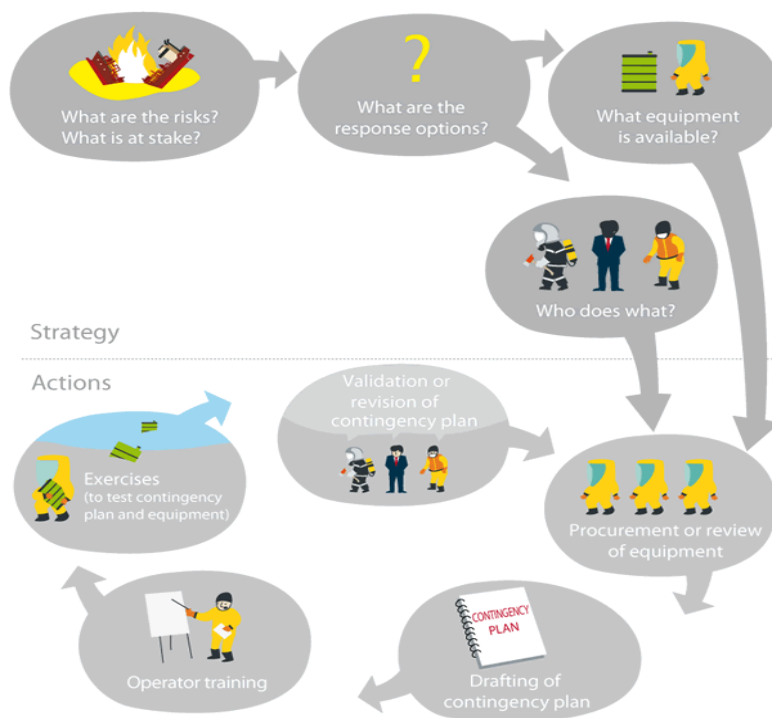 What are the risks?
What is at stake?
?
What are the
response options?
What equipment
is available?
Who does what?
Strategy
Actions
Validation or
revision of
contingency plan
Exercises
(to test contingency
plan and equipment)
Procurement or review
of equipment
CONTINGENCY
PLAN
Drafting of
contingency plan
Operator training